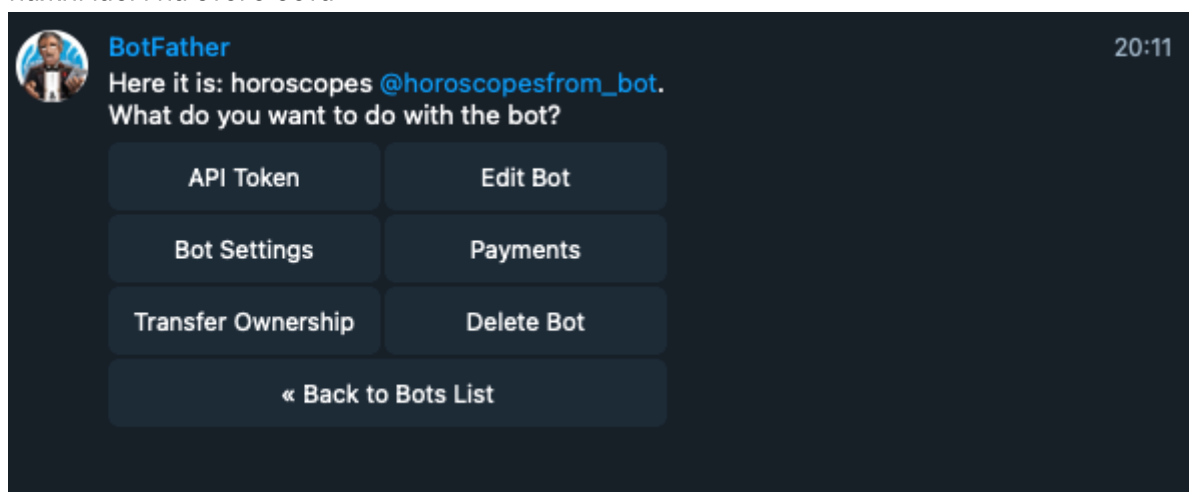 BotFather
20:11
Here it is: horoscopes @horoscopesfrom_bot.
What do you want to do with the bot?
API Token
Edit Bot
Bot Settings
Payments
Transfer Ownership
Delete Bot
« Back to Bots List